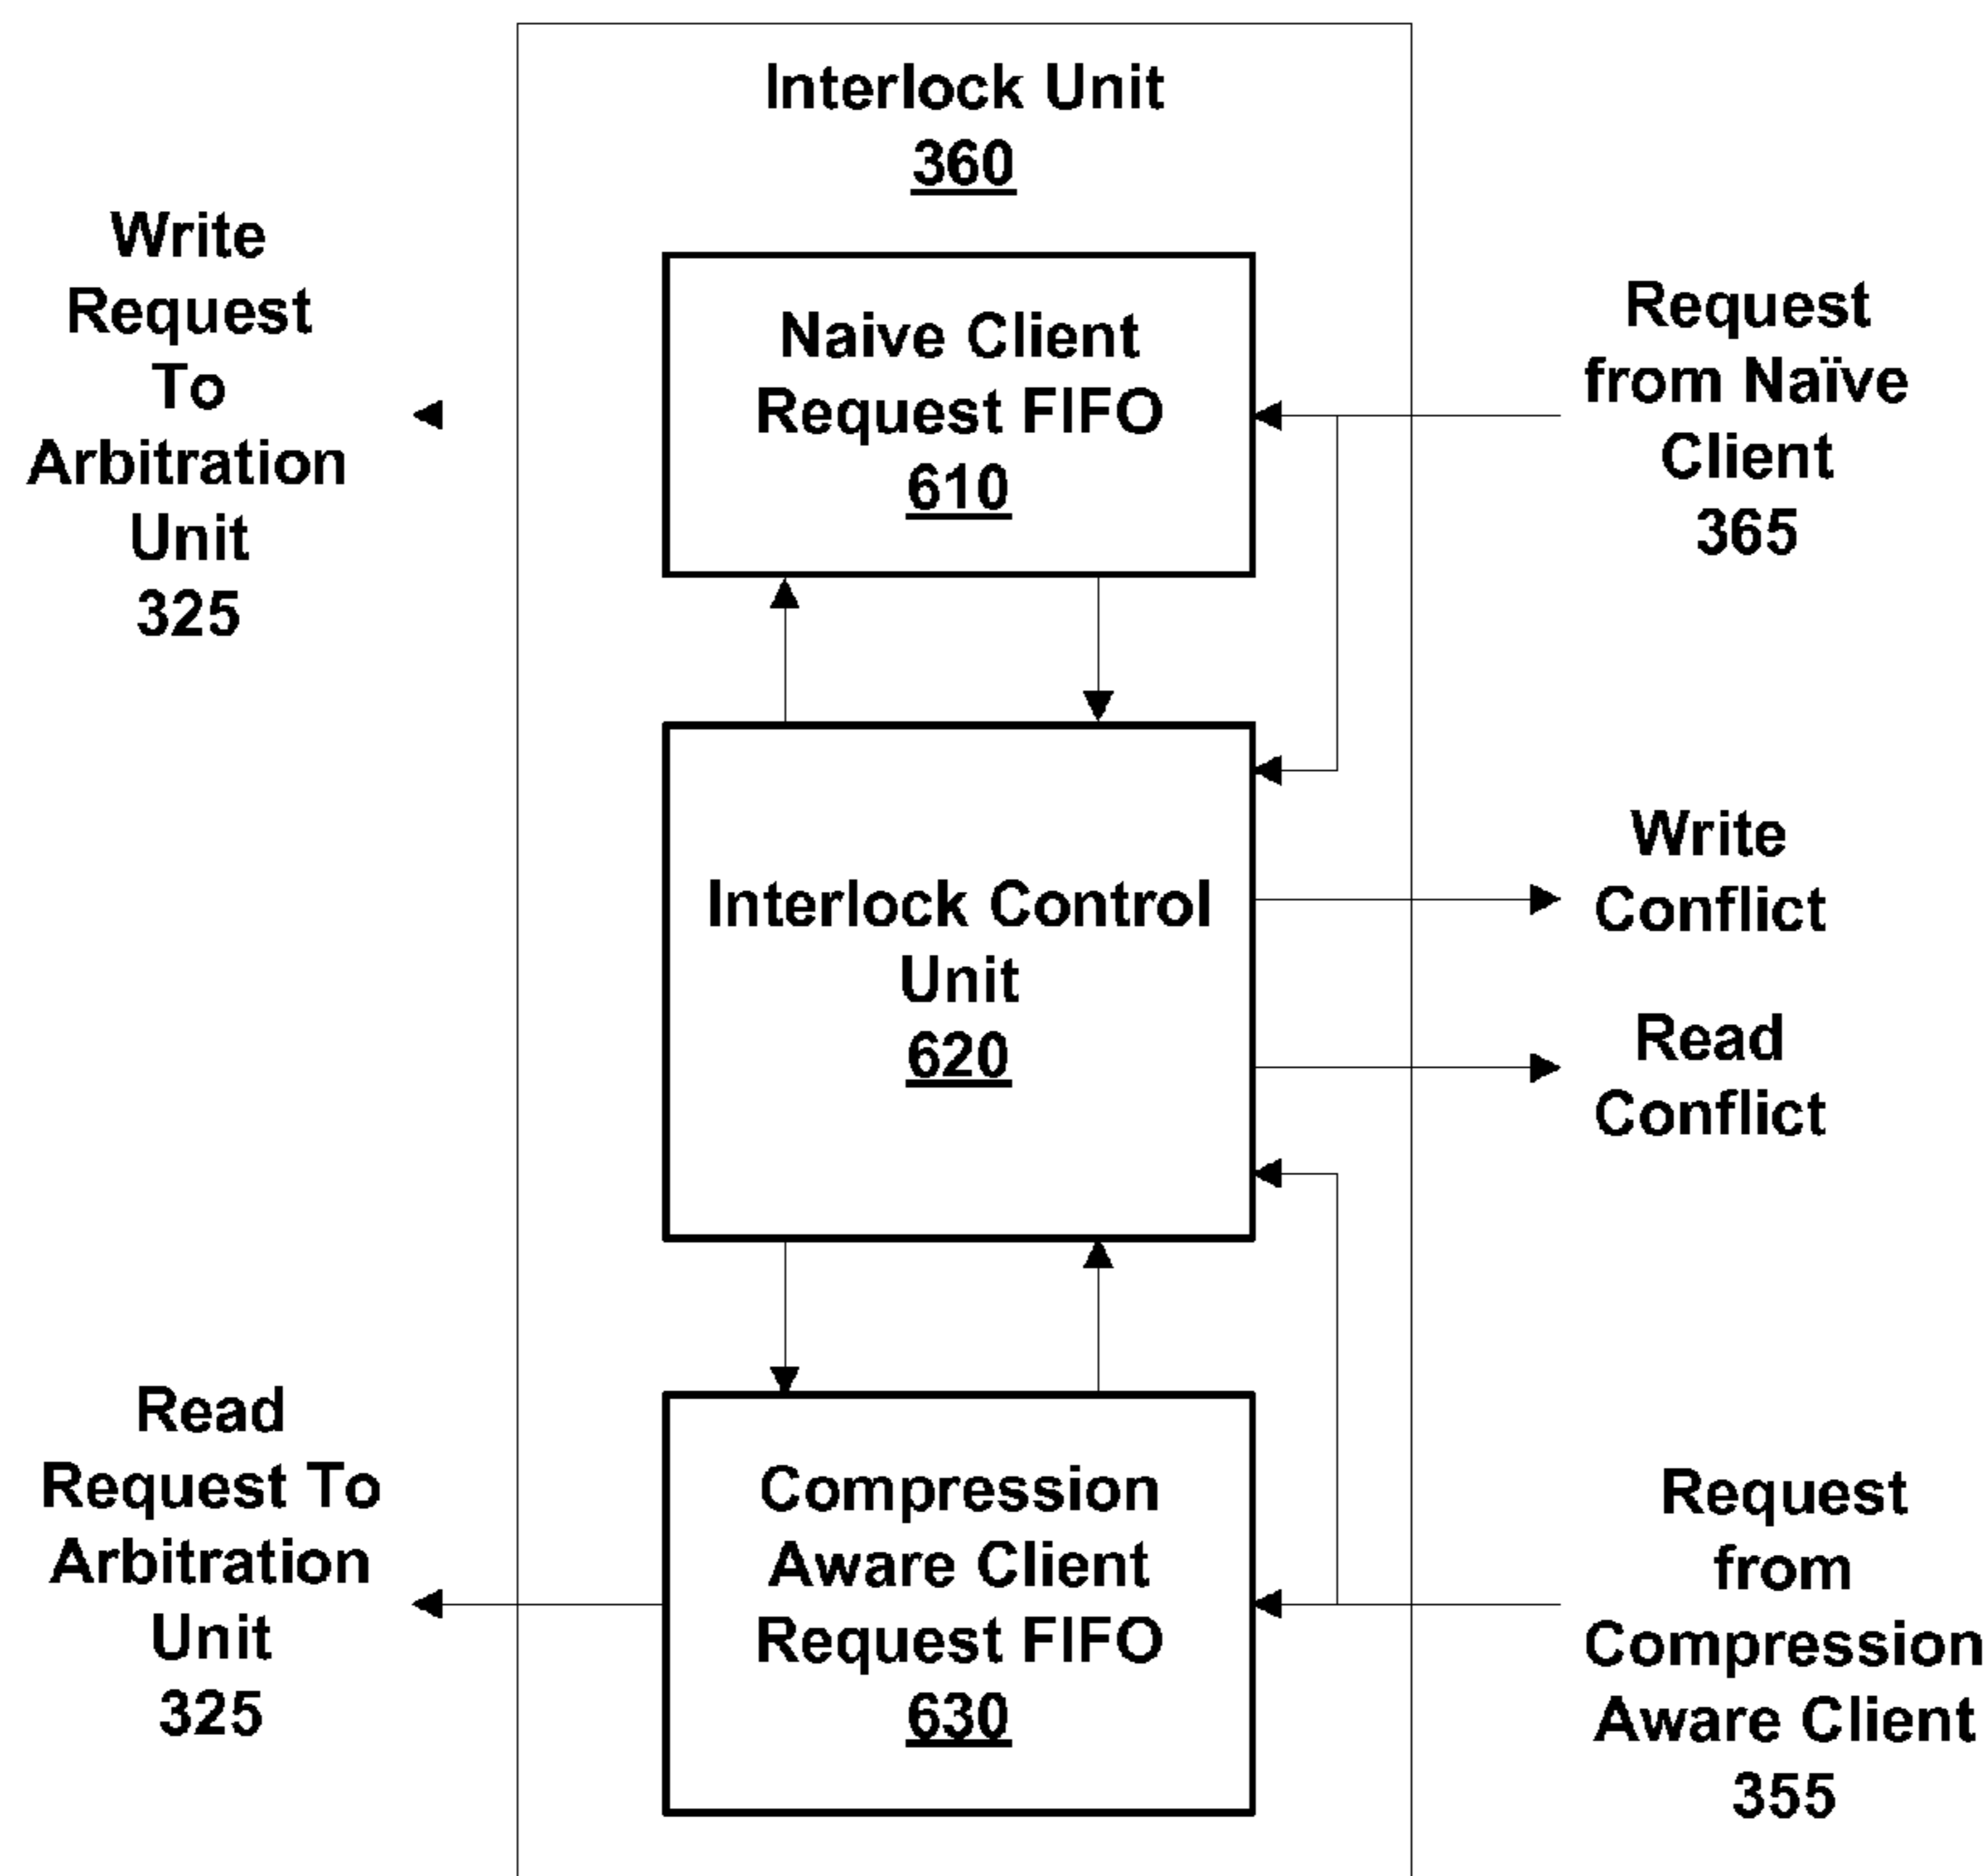 Interlock Unit
360
Write
Request
To
Arbitration
Unit
325
Naive Client
Request FIFO
610
Request
from Naïve
Client
365
Interlock Control
Unit
620
Write
Conflict
Read
Conflict
Read
Request To
Arbitration
Unit
325
Compression
Aware Client
Request FIFO
630
Request
from
Compression
Aware Client
355